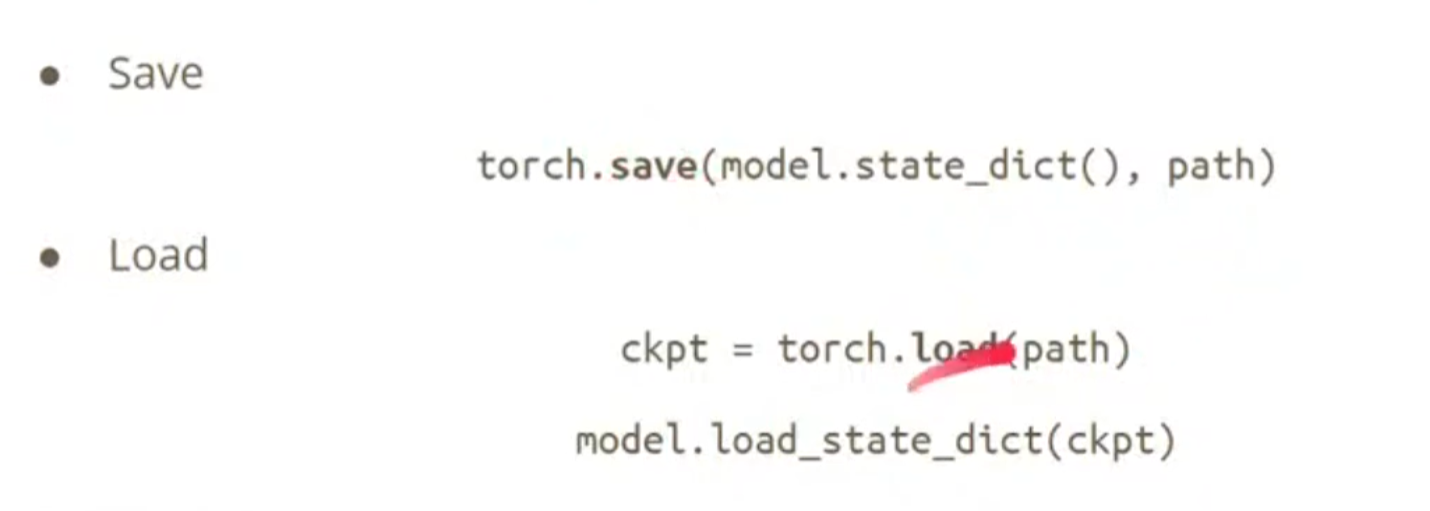 ● Save
torch.save(model.state_dict(), path)
● Load
ckpt = torch.load(path)
model.load_state_dict(ckpt)